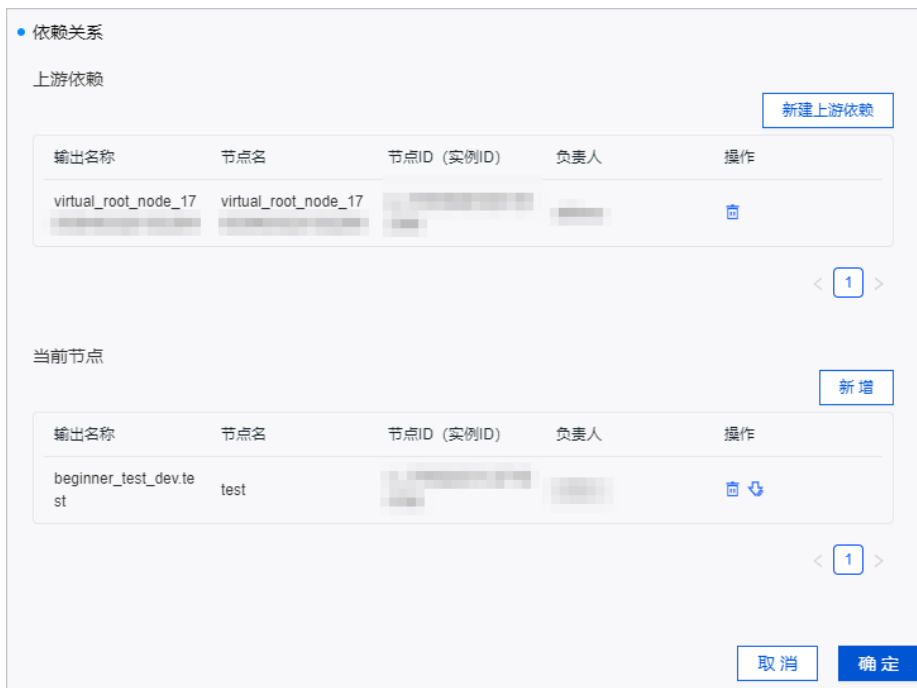 依赖关系
上游依赖
新建上游依赖
输出名称 节点名 节点ID（实例ID） 负责人 操作
virtual_root_node_17 virtual_root_node_17
1
当前节点
新增
输出名称 节点名 节点ID（实例ID） 负责人 操作
beginner_test_dev.te
st test
1
取消 确定